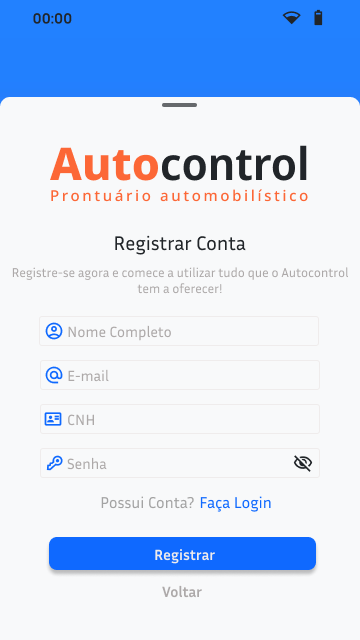 00:00
Autocontrol
Prontuário automobilístico
Registrar Conta
Registre-se agora e comece a utilizar tudo que o Autocontrol
tem a oferecer!
Nome Completo
E-mail
CNH
Senha
Possui Conta? Faça Login
Registrar
Voltar